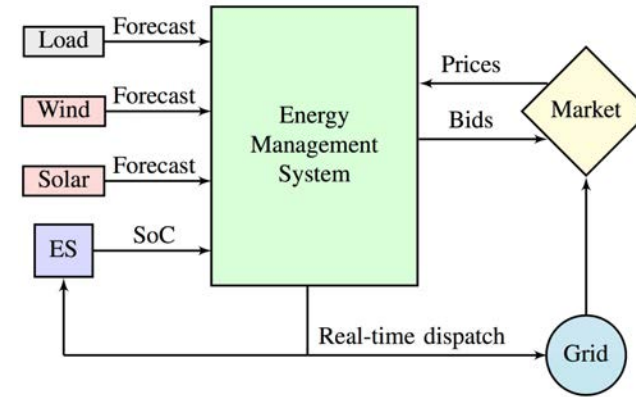 Load
Forecast
Wind
Forecast
Solar
Forecast
ES
SoC
Energy
Management
System
Prices
Bids
Market
Real-time dispatch
Grid